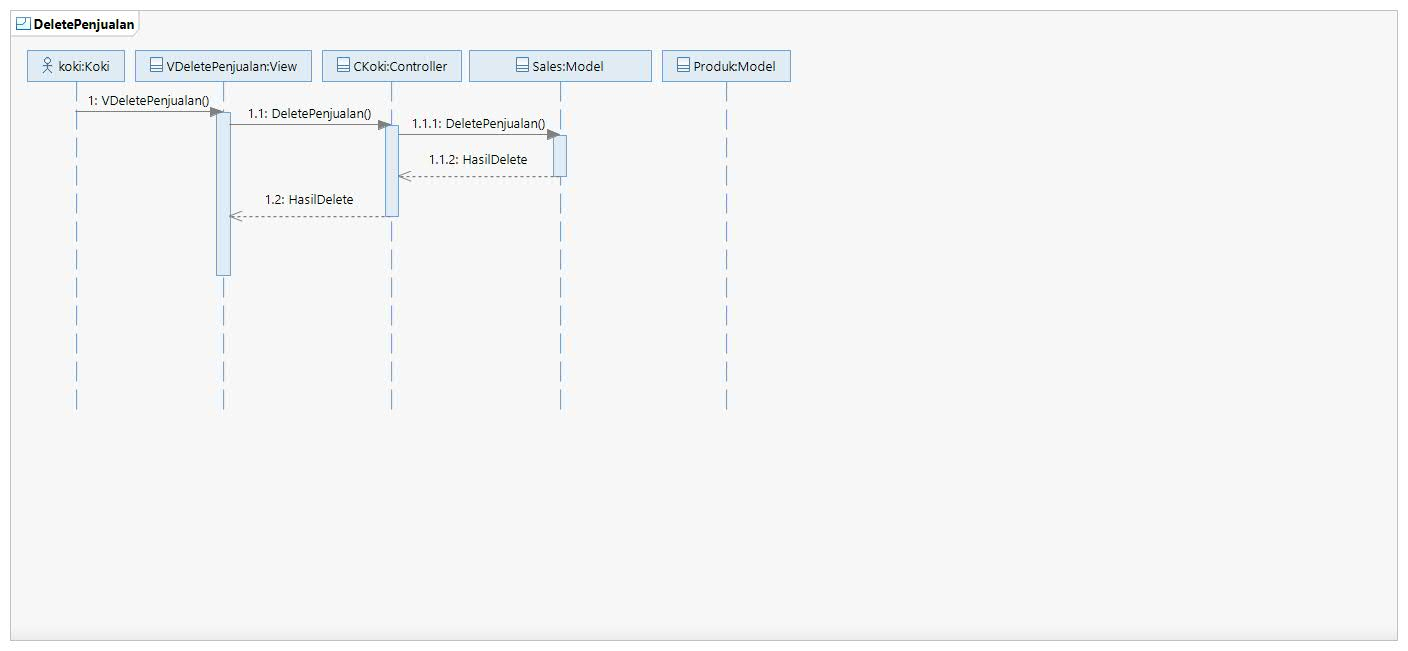 DeletePenjualan
koki:Koki
VDeletePenjualan:View
CKoki:Controller
Sales:Model
Produk:Model
1: VDeletePenjualan()
1.1: DeletePenjualan()
1.1.1: DeletePenjualan()
1.1.2: HasilDelete
1.2: HasilDelete